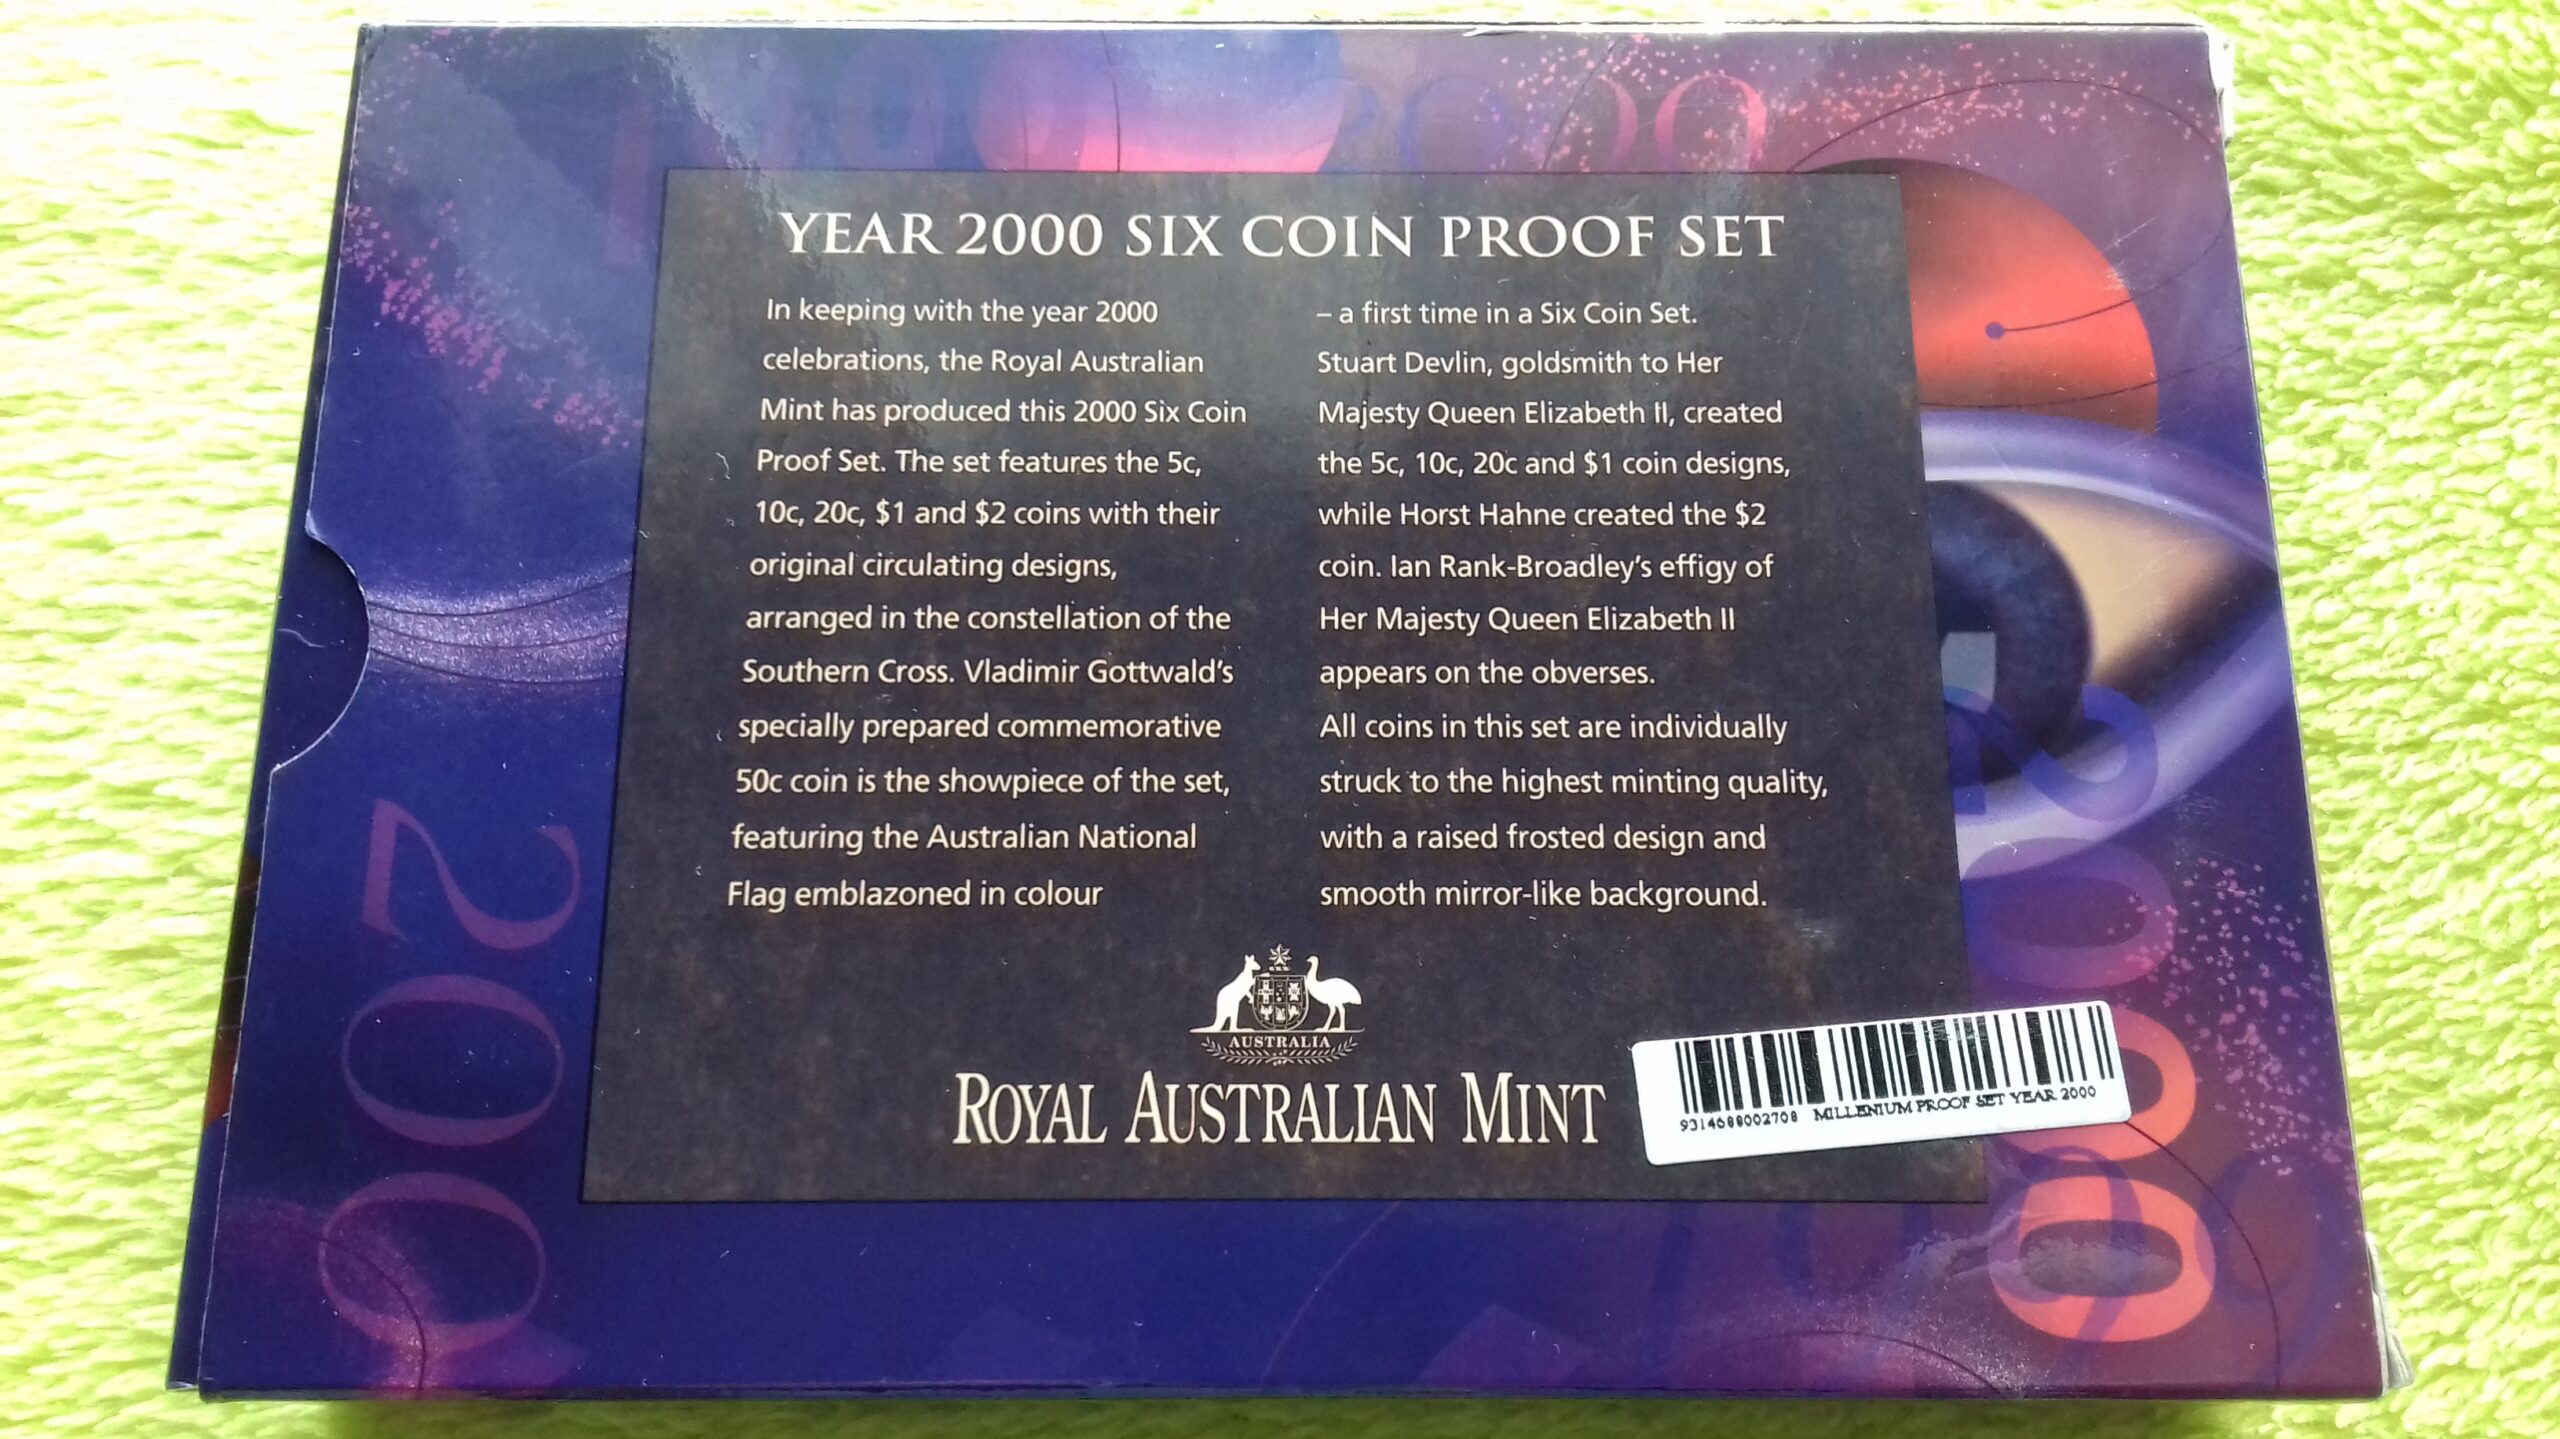 YEAR 2000 SIX COIN PROOF SET
In keeping with the year 2000
celebrations, the Royal Australian
Mint has produced this 2000 Six Coin
Proof Set. The set features the 5c,
10c, 20c, $1 and $2 coins with their
original circulating designs,
arranged in the constellation of the
Southern Cross. Vladimir Gottwald's
specially prepared commemorative
50c coin is the showpiece of the set,
featuring the Australian National
Flag emblazoned in colour
– a first time in a Six Coin Set.
Stuart Devlin, goldsmith to Her
Majesty Queen Elizabeth II, created
the 5c, 10c, 20c and $1 coin designs,
while Horst Hahne created the $2
coin. Ian Rank-Broadley's effigy of
Her Majesty Queen Elizabeth II
appears on the obverses.
All coins in this set are individually
struck to the highest minting quality,
with a raised frosted design and
smooth mirror-like background.
AUSTRALIA
ROYAL AUSTRALIAN MINT
9314688002708 MILLENIUM PROOF SET YEAR 2000
2000
2000
2000